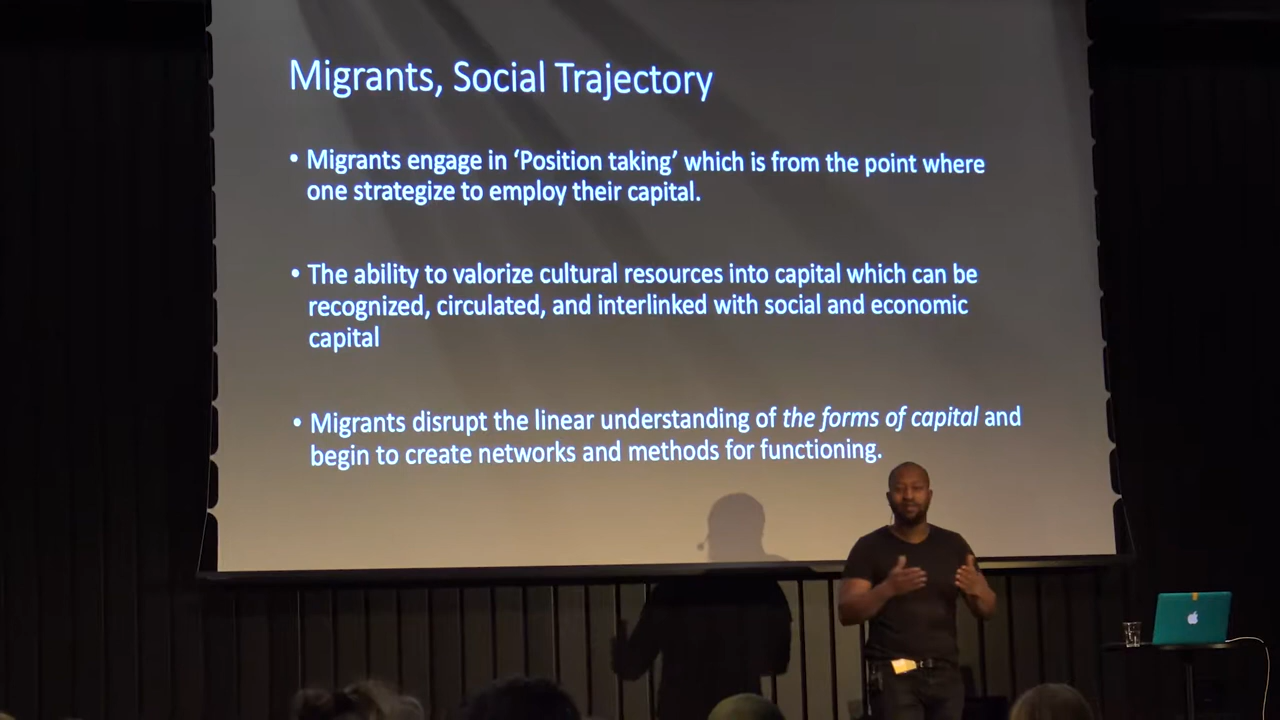 Migrants, Social Trajectory
• Migrants engage in ‘Position taking’ which is from the point where
one strategize to employ their capital.
• The ability to valorize cultural resources into capital which can be
recognized, circulated, and interlinked with social and economic
capital
• Migrants disrupt the linear understanding of the forms of capital and
begin to create networks and methods for functioning.